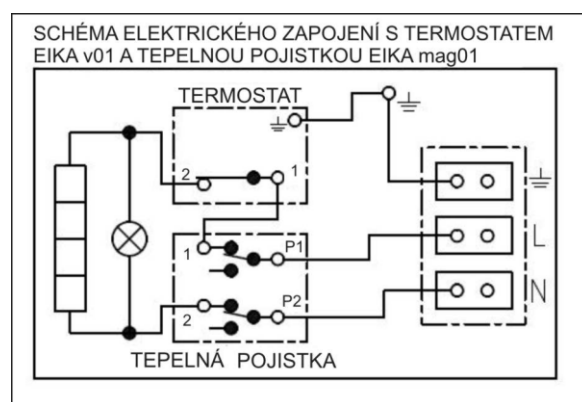 SCHÉMA ELEKTRICKÉHO ZAPOJENÍ S TERMOSTATEM
EIKA v01 A TEPELNOU POJISTKOU EIKA mag01
TERMOSTAT
2 1
1 P1 L
2 P2 N
TEPELNÁ POJISTKA